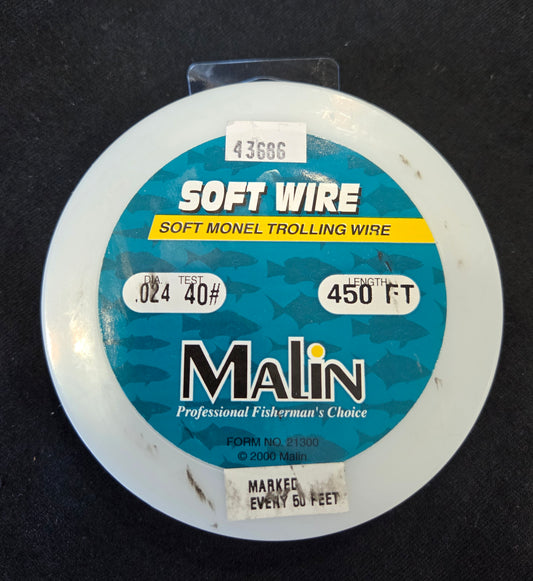 43686
SOFT WIRE
SOFT MONEL TROLLING WIRE
DIA. TEST LENGTH
.024 40# 450 FT
Malin
Professional Fisherman's Choice
FORM NO. 21300
© 2000 Malin
MARKED
EVERY 50 FEET